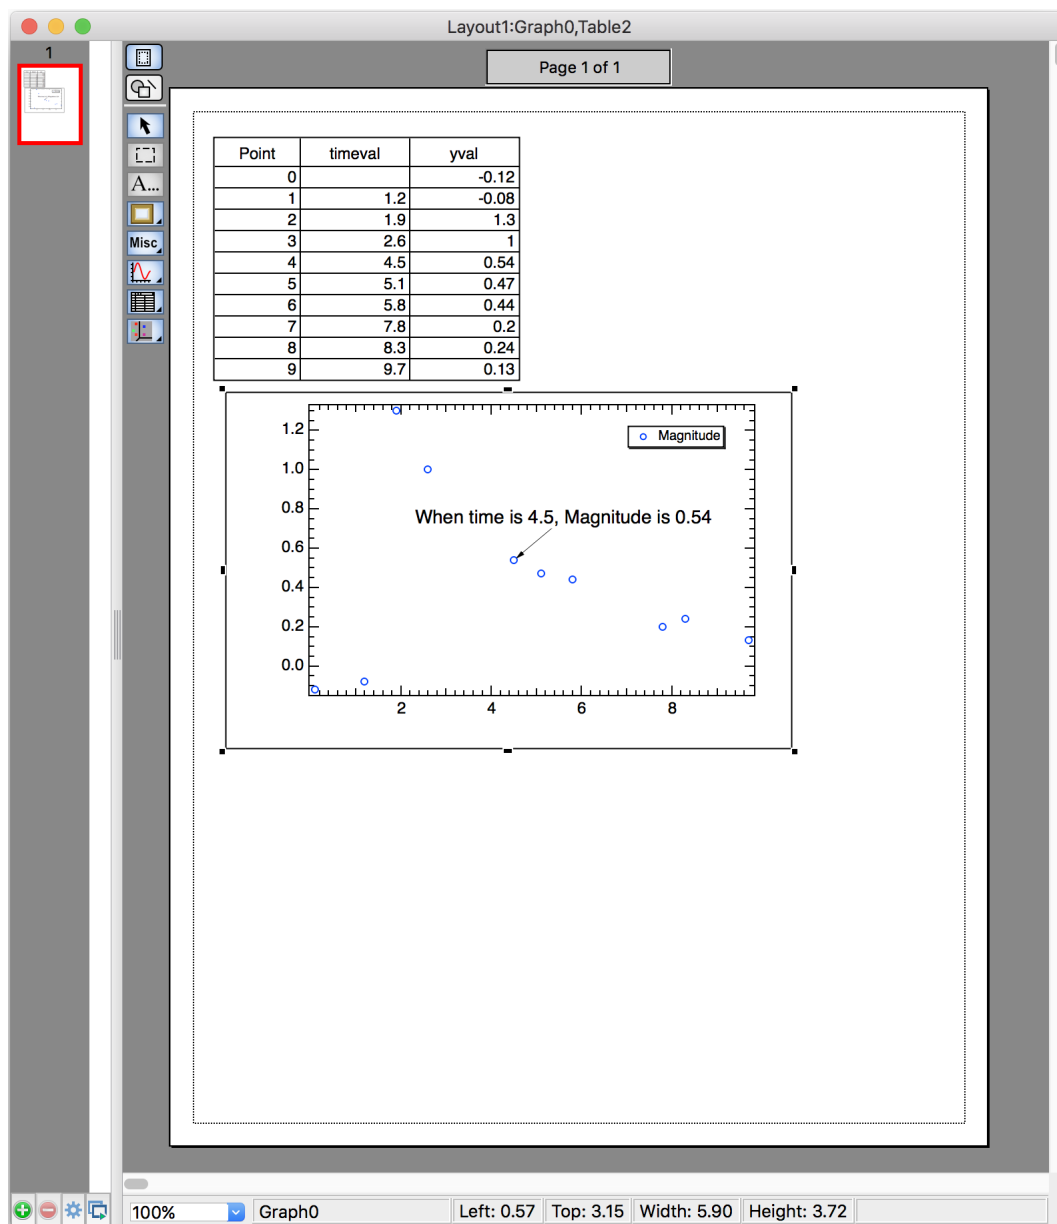 Layout1:Graph0,Table2
1
Page 1 of 1
A...
Misc
Point timeval yval
0 -0.12
1 1.2 -0.08
2 1.9 1.3
3 2.6 1
4 4.5 0.54
5 5.1 0.47
6 5.8 0.44
7 7.8 0.2
8 8.3 0.24
9 9.7 0.13
1.2
Magnitude
1.0
0.8
When time is 4.5, Magnitude is 0.54
0.6
0.4
0.2
0.0
2 4 6 8
100% Graph0 Left: 0.57 Top: 3.15 Width: 5.90 Height: 3.72